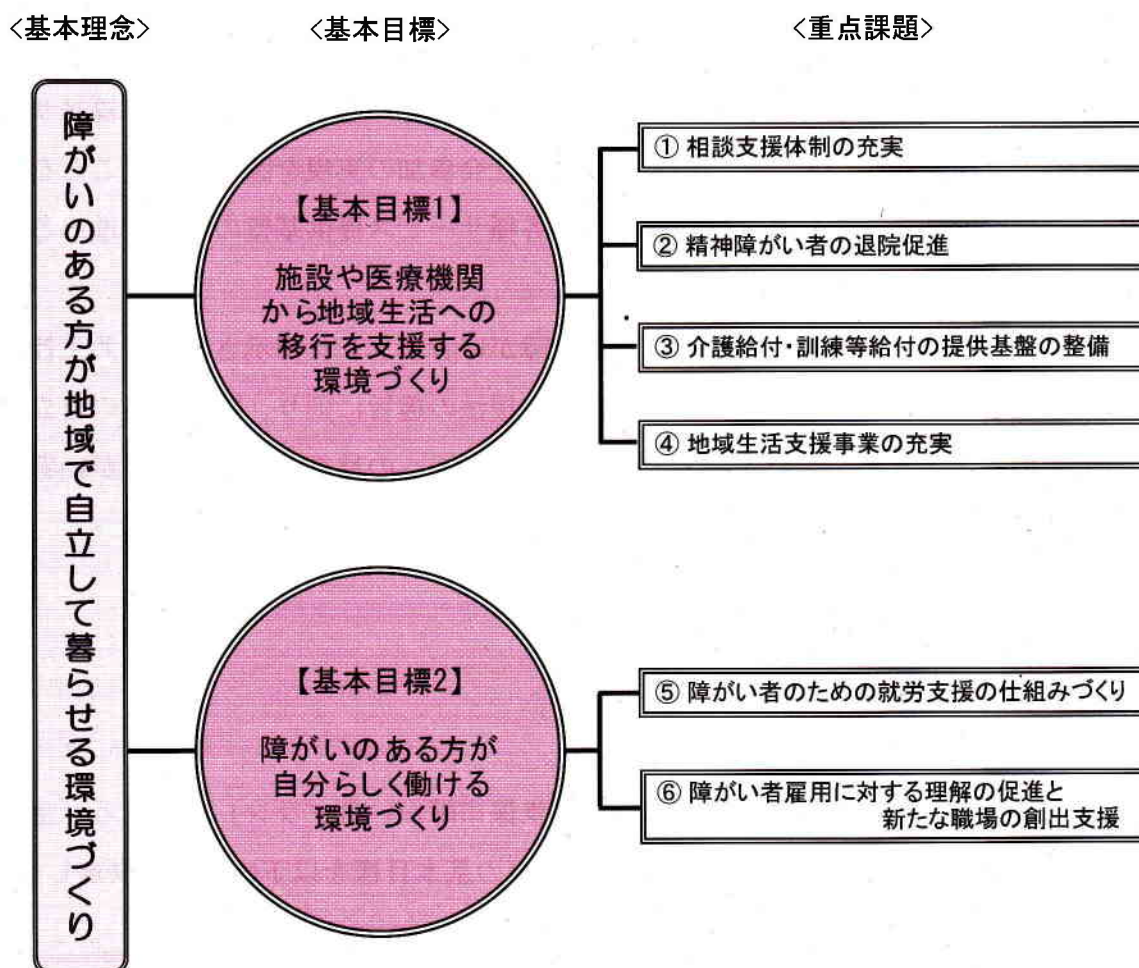 <基本理念>
<基本目標>
<重点課題>
障がいのある方が地域で自立して暮らせる環境づくり
【基本目標1】
施設や医療機関
から地域生活への
移行を支援する
環境づくり
① 相談支援体制の充実
② 精神障がい者の退院促進
③ 介護給付・訓練等給付の提供基盤の整備
④ 地域生活支援事業の充実
【基本目標2】
障がいのある方が
自分らしく働ける
環境づくり
⑤ 障がい者のための就労支援の仕組みづくり
⑥ 障がい者雇用に対する理解の促進と
新たな職場の創出支援